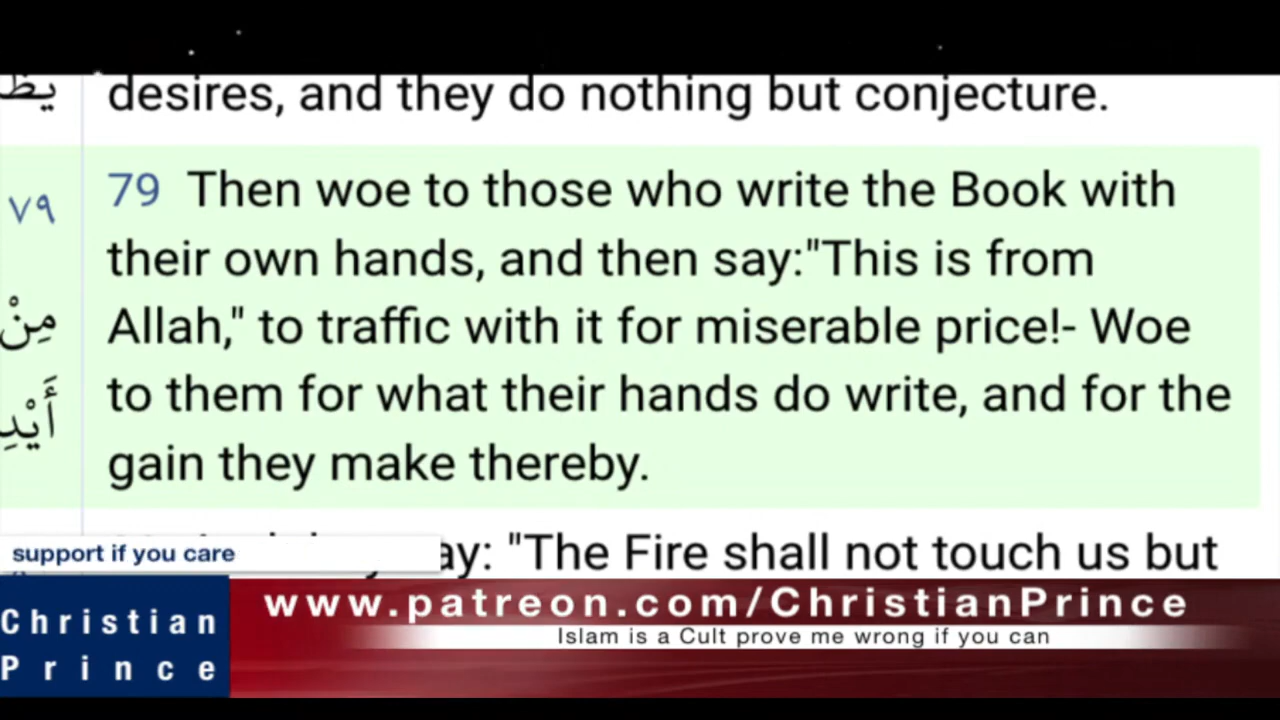 desires, and they do nothing but conjecture.
79 Then woe to those who write the Book with
٧٩
their own hands, and then say:"This is from
مِنْ
Allah," to traffic with it for miserable price!- Woe
to them for what their hands do write, and for the
gain they make thereby.
ay: "The Fire shall not touch us but
support if you care
Christian
Prince
www.patreon.com/ChristianPrince
Islam is a Cult prove me wrong if you can